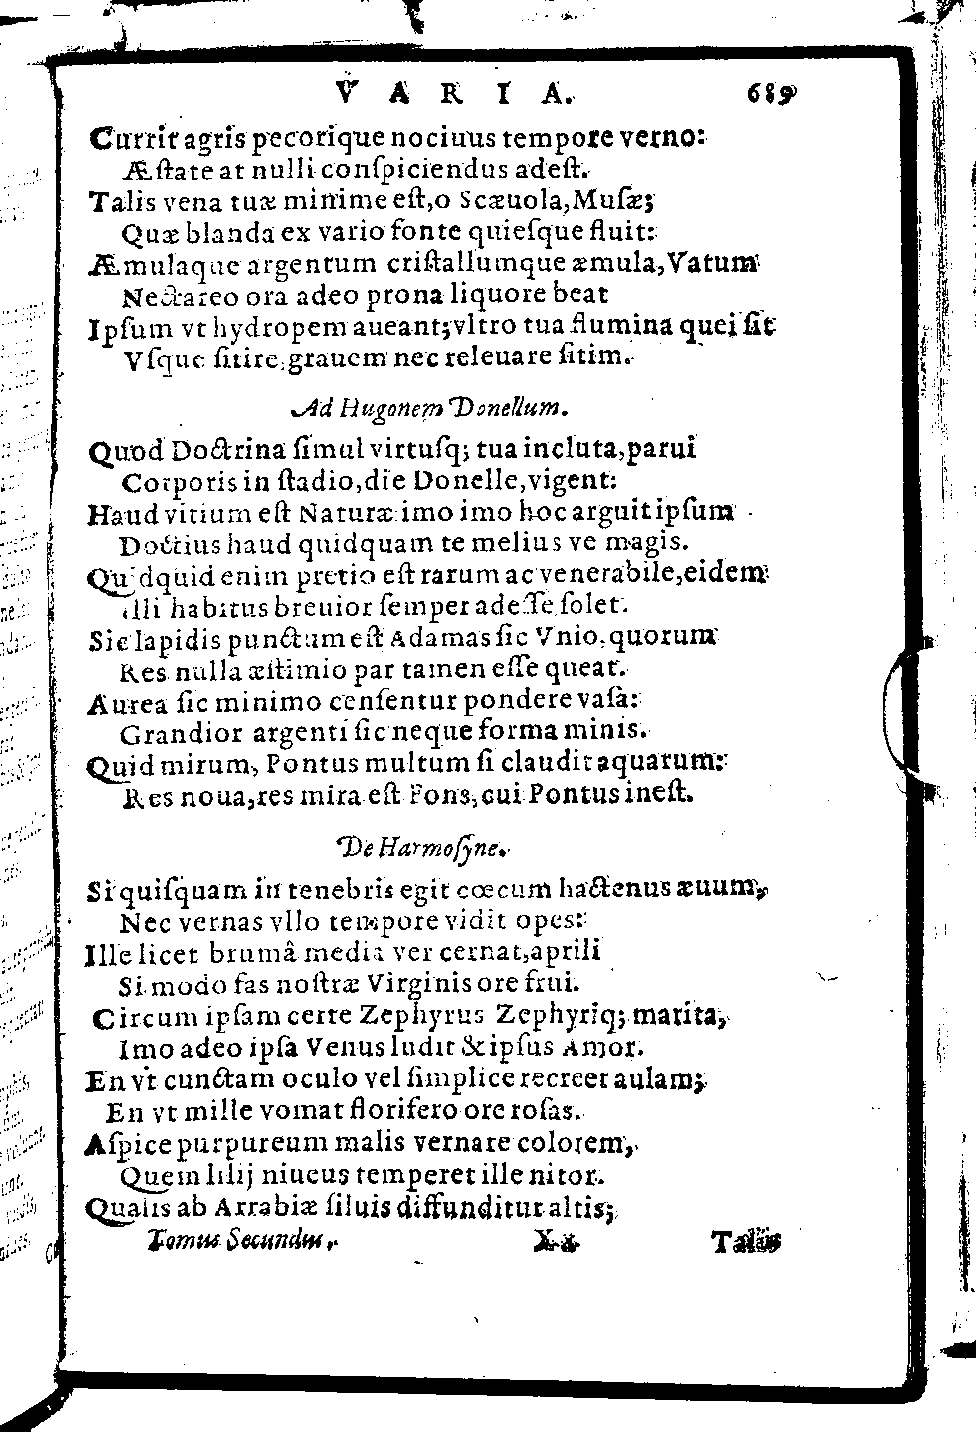 VARIA. 689
Currit agris pecorique nociuus tempore verno:
Æſtate at nulli conſpiciendus adeſt.
Talis vena tuæ minime eſt, o Scæuola, Muſæ;
Quæ blanda ex vario fonte quieſque fluit:
Æmulaque argentum criſtallumque æmula, Vatum
Nectareo ora adeo prona liquore beat
Ipſum vt hydropem aueant; vltro tua flumina quei ſit
Vſque ſitire, grauem nec releuare ſitim.
Ad Hugonem Donellum.
Quod Doctrina ſimul virtuſq; tua incluta, parui
Corporis in ſtadio, die Donelle, vigent:
Haud vitium eſt Naturæ: imo imo hoc arguit ipſum
Doctius haud quidquam te melius ve magis.
Quidquid enim pretio eſt rarum ac venerabile, eidem
illi habitus breuior ſemper adeſſe ſolet.
Sic lapidis punctum eſt Adamas ſic Vnio, quorum
Res nulla æſtimio par tamen eſſe queat.
Aurea ſic minimo cenſentur pondere vaſa:
Grandior argenti ſic neque forma minis.
Quid mirum, Pontus multum ſi claudit aquarum:
Res noua, res mira eſt Fons, cui Pontus ineſt.
De Harmoſyne.
Si quiſquam in tenebris egit cœcum hactenus æuum,
Nec vernas vllo tempore vidit opes:
Ille licet brumâ media ver cernat, aprili
Si modo fas noſtræ Virginis ore frui.
Circum ipſam certe Zephyrus Zephyriq; marita,
Imo adeo ipſa Venus ludit & ipſus Amor.
En vt cunctam oculo vel ſimplice recreet aulam;
En vt mille vomat florifero ore roſas.
Aſpice purpureum malis vernare colorem,
Quem lilij niueus temperet ille nitor.
Qualis ab Arrabiæ ſiluis diffunditur altis;
Tomus Secundus, Xx Talis